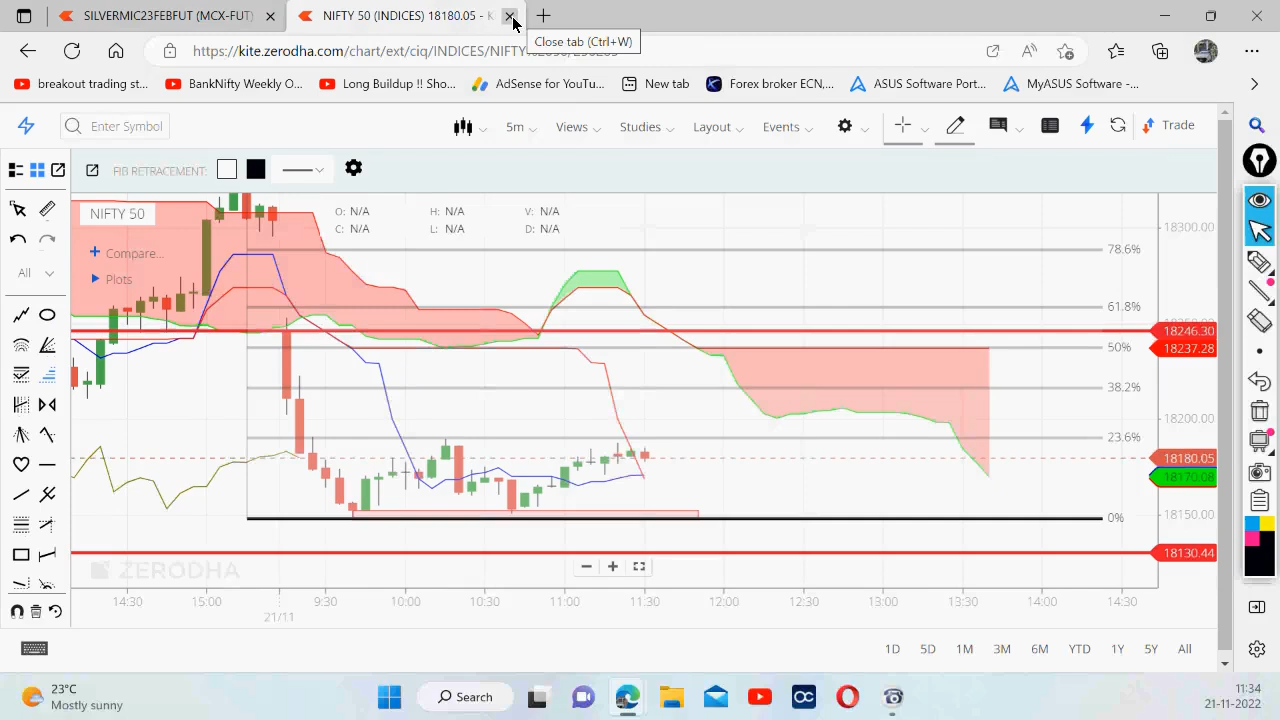 SILVERMIC23FEBFUT (MCX-FUT)
NIFTY 50 (INDICES) 18180.05 -
Close tab (Ctrl+W)
https://kite.zerodha.com/chart/ext/ciq/INDICES/NIFTY
breakout trading st...
BankNifty Weekly O...
Long Buildup !! Sho...
AdSense for YouTu...
New tab
Forex broker ECN,...
ASUS Software Port...
MyASUS Software -...
Enter Symbol
5m
Views
Studies
Layout
Events
Trade
FIB RETRACEMENT:
NIFTY 50
O: N/A
H: N/A
V: N/A
C: N/A
L: N/A
D: N/A
18300.00
Compare...
78.6%
All
Plots
61.8%
18246.30
50%
18237.28
38.2%
18200.00
23.6%
18180.05
18170.08
18150.00
0%
18130.44
ZERODHA
14:30
15:00
9:30
10:00
10:30
11:00
11:30
12:00
12:30
13:00
13:30
14:00
14:30
21/11
1D
5D
1M
3M
6M
YTD
1Y
5Y
All
23°C
Mostly sunny
Search
11:34
21-11-2022